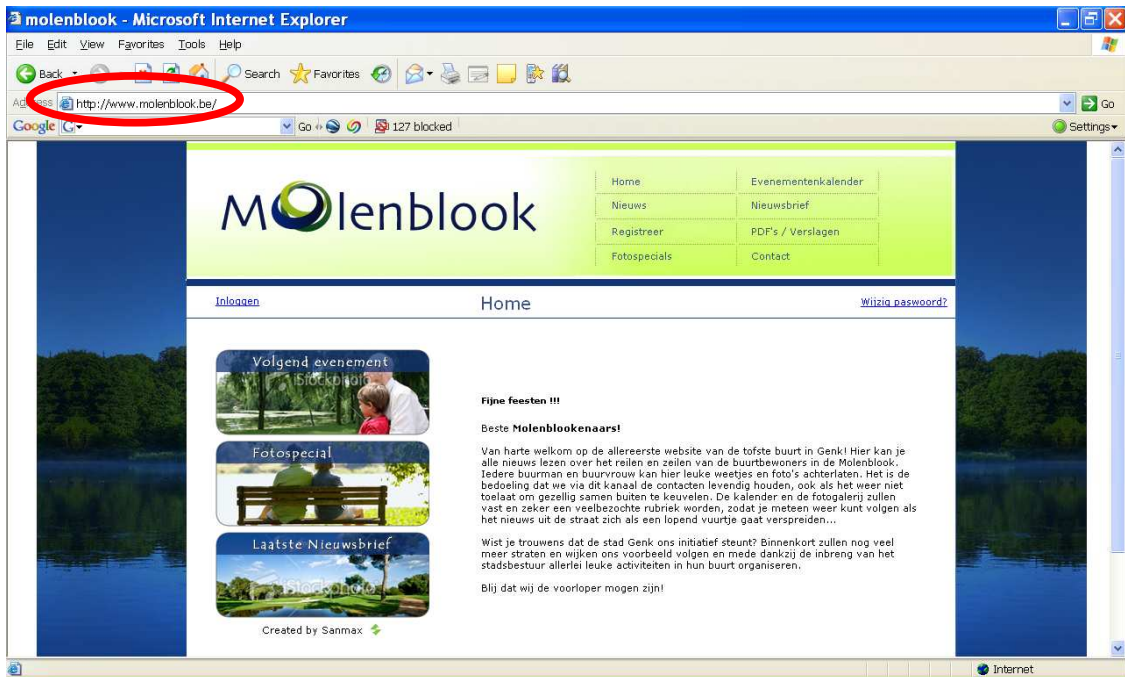 molenblook - Microsoft Internet Explorer
File Edit View Favorites Tools Help
Back Search Favorites
Address http://www.molenblook.be/ Go
Google G Go 127 blocked Settings
Molenblook
Home Evenementenkalender
Nieuws Nieuwsbrief
Registreer PDF's / Verslagen
Fotospecials Contact
Inloggen Home Wijzig paswoord?
Volgend evenement
iStockphoto
Fotospecial
Laatste Nieuwsbrief
iStockphoto
Created by Sanmax
Fijne feesten !!!
Beste Molenblookenaars!
Van harte welkom op de allereerste website van de tofste buurt in Genk! Hier kan je
alle nieuws lezen over het reilen en zeilen van de buurtbewoners in de Molenblook.
Iedere buurman en buurvrouw kan hier leuke weetjes en foto's achterlaten. Het is de
bedoeling dat we via dit kanaal de contacten levendig houden, ook als het weer niet
toelaat om gezellig samen buiten te keuvelen. De kalender en de fotogalerij zullen
vast en zeker een veelbezochte rubriek worden, zodat je meteen weer kunt volgen als
het nieuws uit de straat zich als een lopend vuurtje gaat verspreiden...
Wist je trouwens dat de stad Genk ons initiatief steunt? Binnenkort zullen nog veel
meer straten en wijken ons voorbeeld volgen en mede dankzij de inbreng van het
stadsbestuur allerlei leuke activiteiten in hun buurt organiseren.
Blij dat wij de voorloper mogen zijn!
Internet